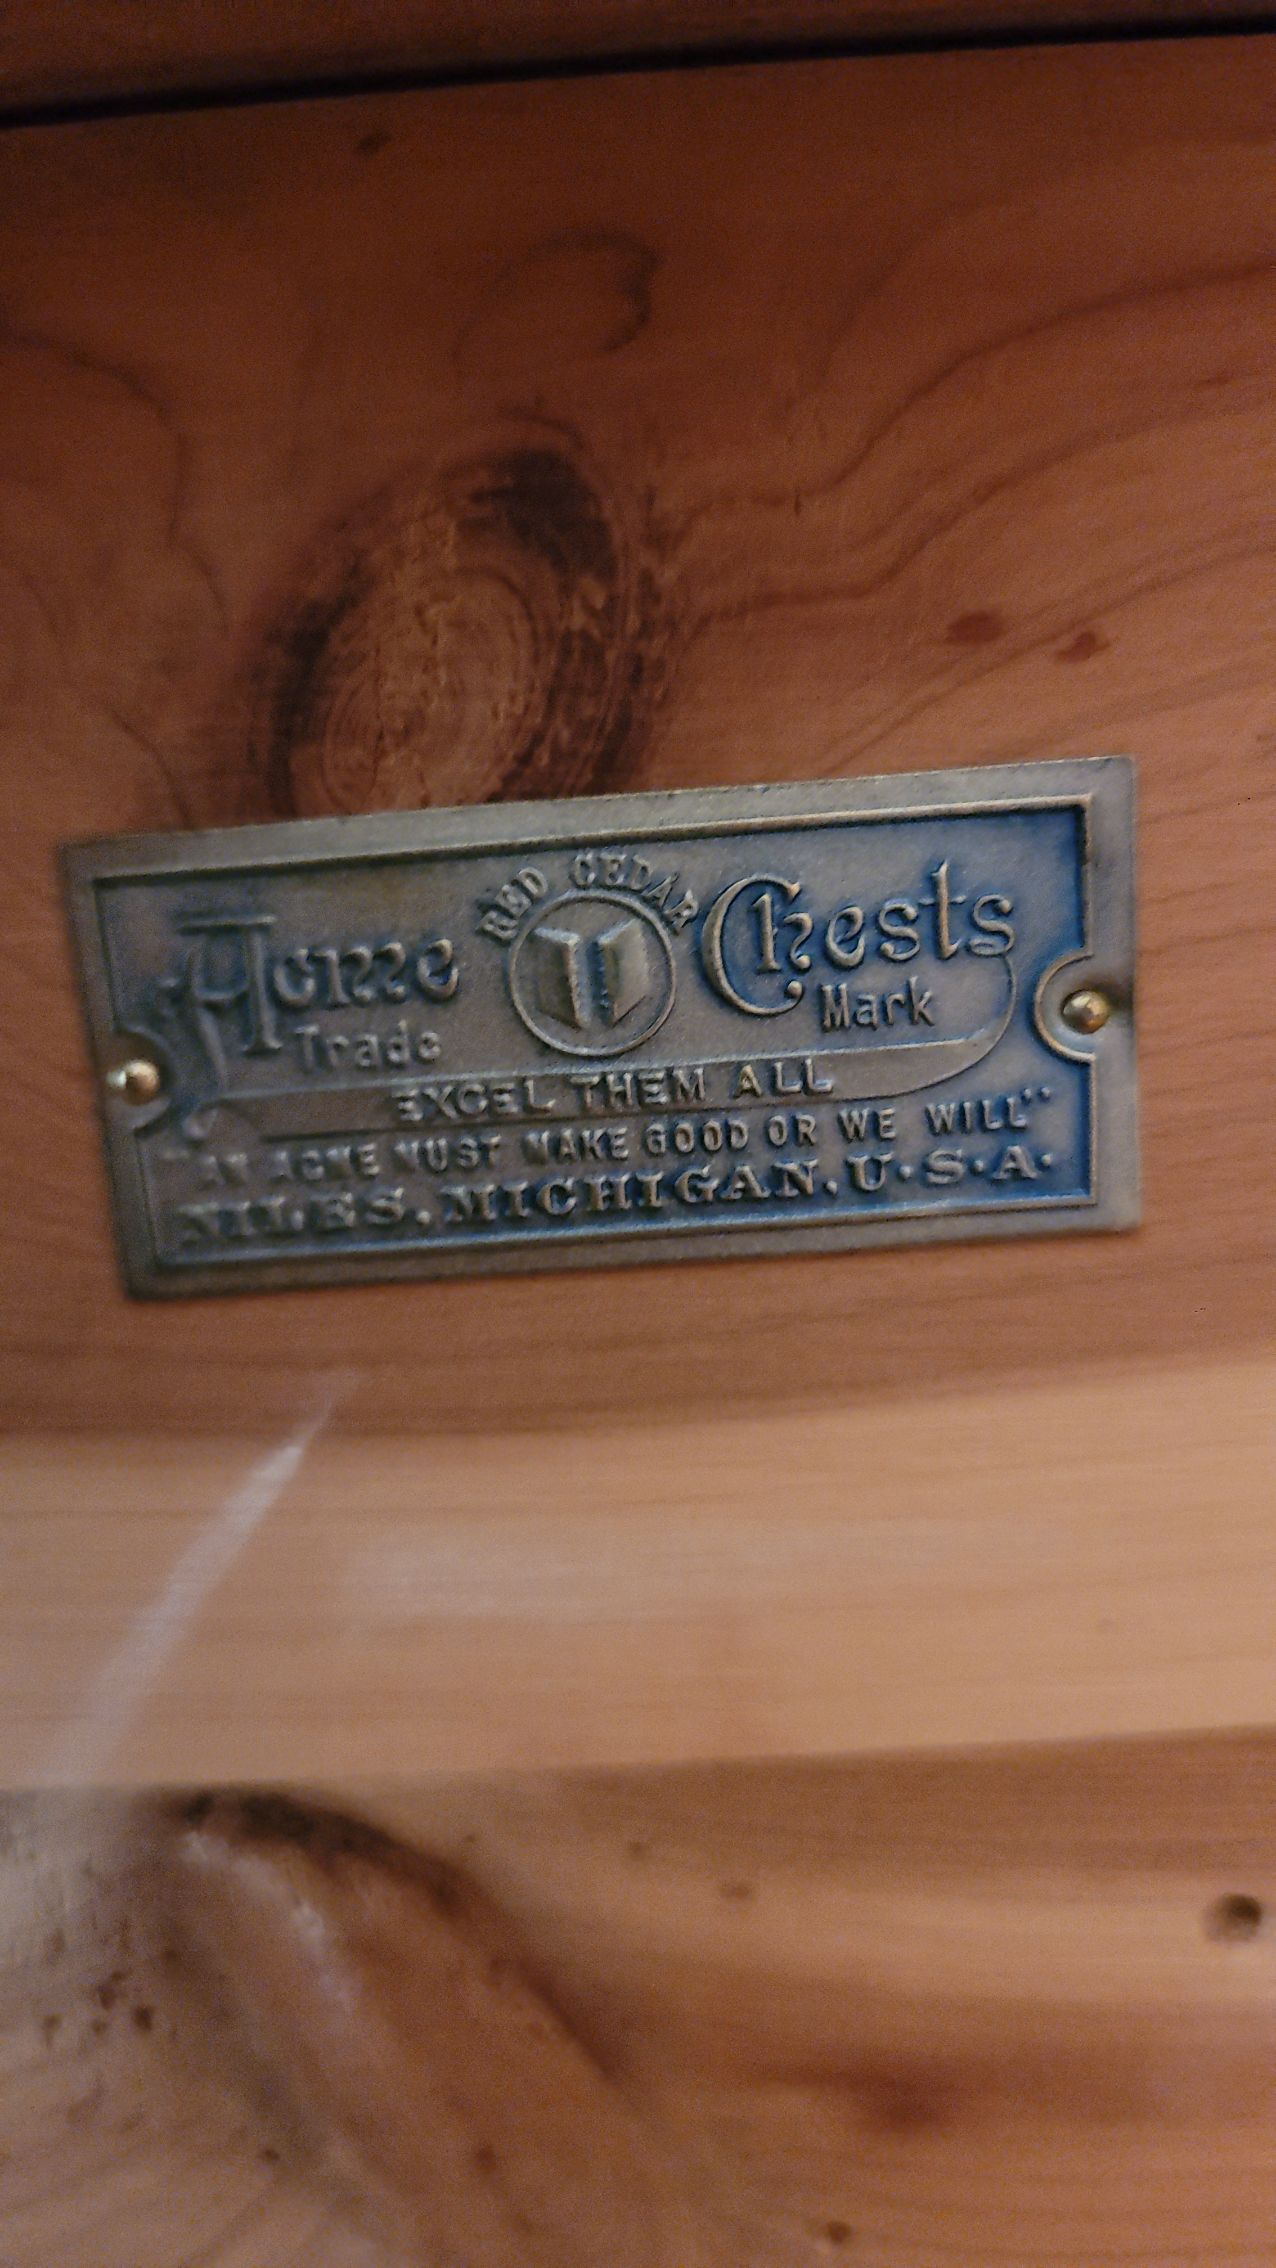 RED CEDAR
Acme Chests
Trade Mark
EXCEL THEM ALL
"AN ACME MUST MAKE GOOD OR WE WILL"
NILES, MICHIGAN, U.S.A.